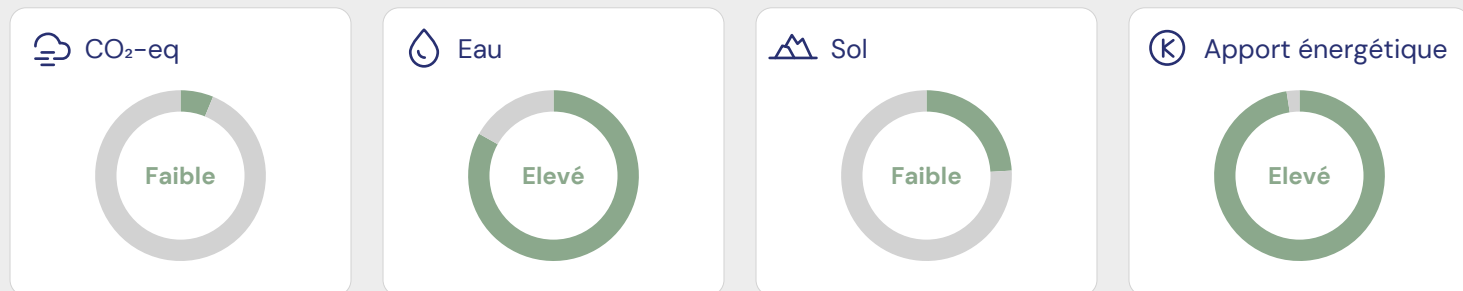 CO₂-eq
Faible
Eau
Elevé
Sol
Faible
Apport énergétique
Elevé